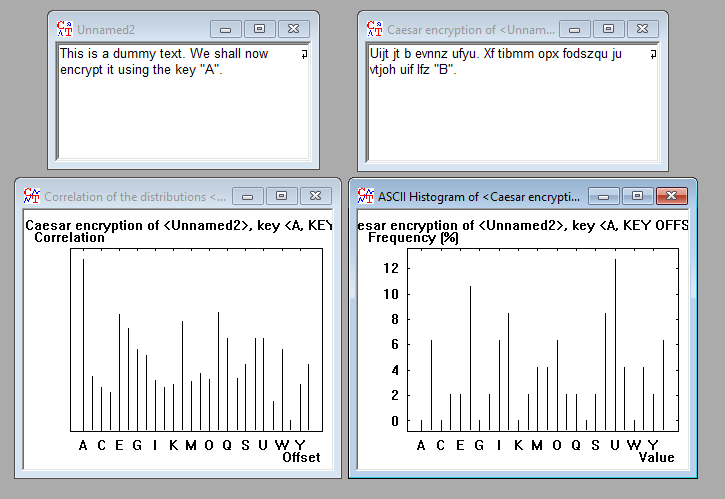 Unnamed2
This is a dummy text. We shall now
encrypt it using the key "A".
Caesar encryption of <Unnam...
Uijt jt b evnnz ufyu. Xf tibmm opx fodszqu ju
vtjoh uif lfz "B".
Correlation of the distributions <...
Caesar encryption of <Unnamed2>, key <A, KEY
Correlation
A C E G I K M O Q S U W Y
Offset
ASCII Histogram of <Caesar encrypti...
esar encryption of <Unnamed2>, key <A, KEY OFFS
Frequency (%)
12
10
8
6
4
2
0
A C E G I K M O Q S U W Y
Value